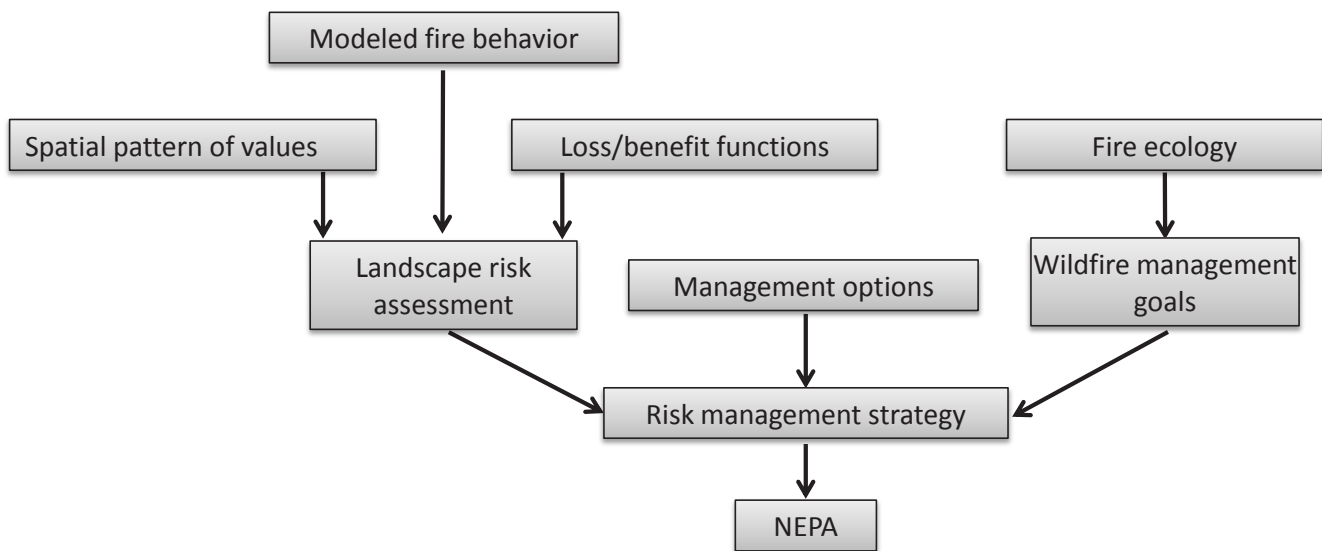 Modeled fire behavior
Spatial pattern of values
Loss/benefit functions
Fire ecology
Landscape risk
assessment
Management options
Wildfire management
goals
Risk management strategy
NEPA